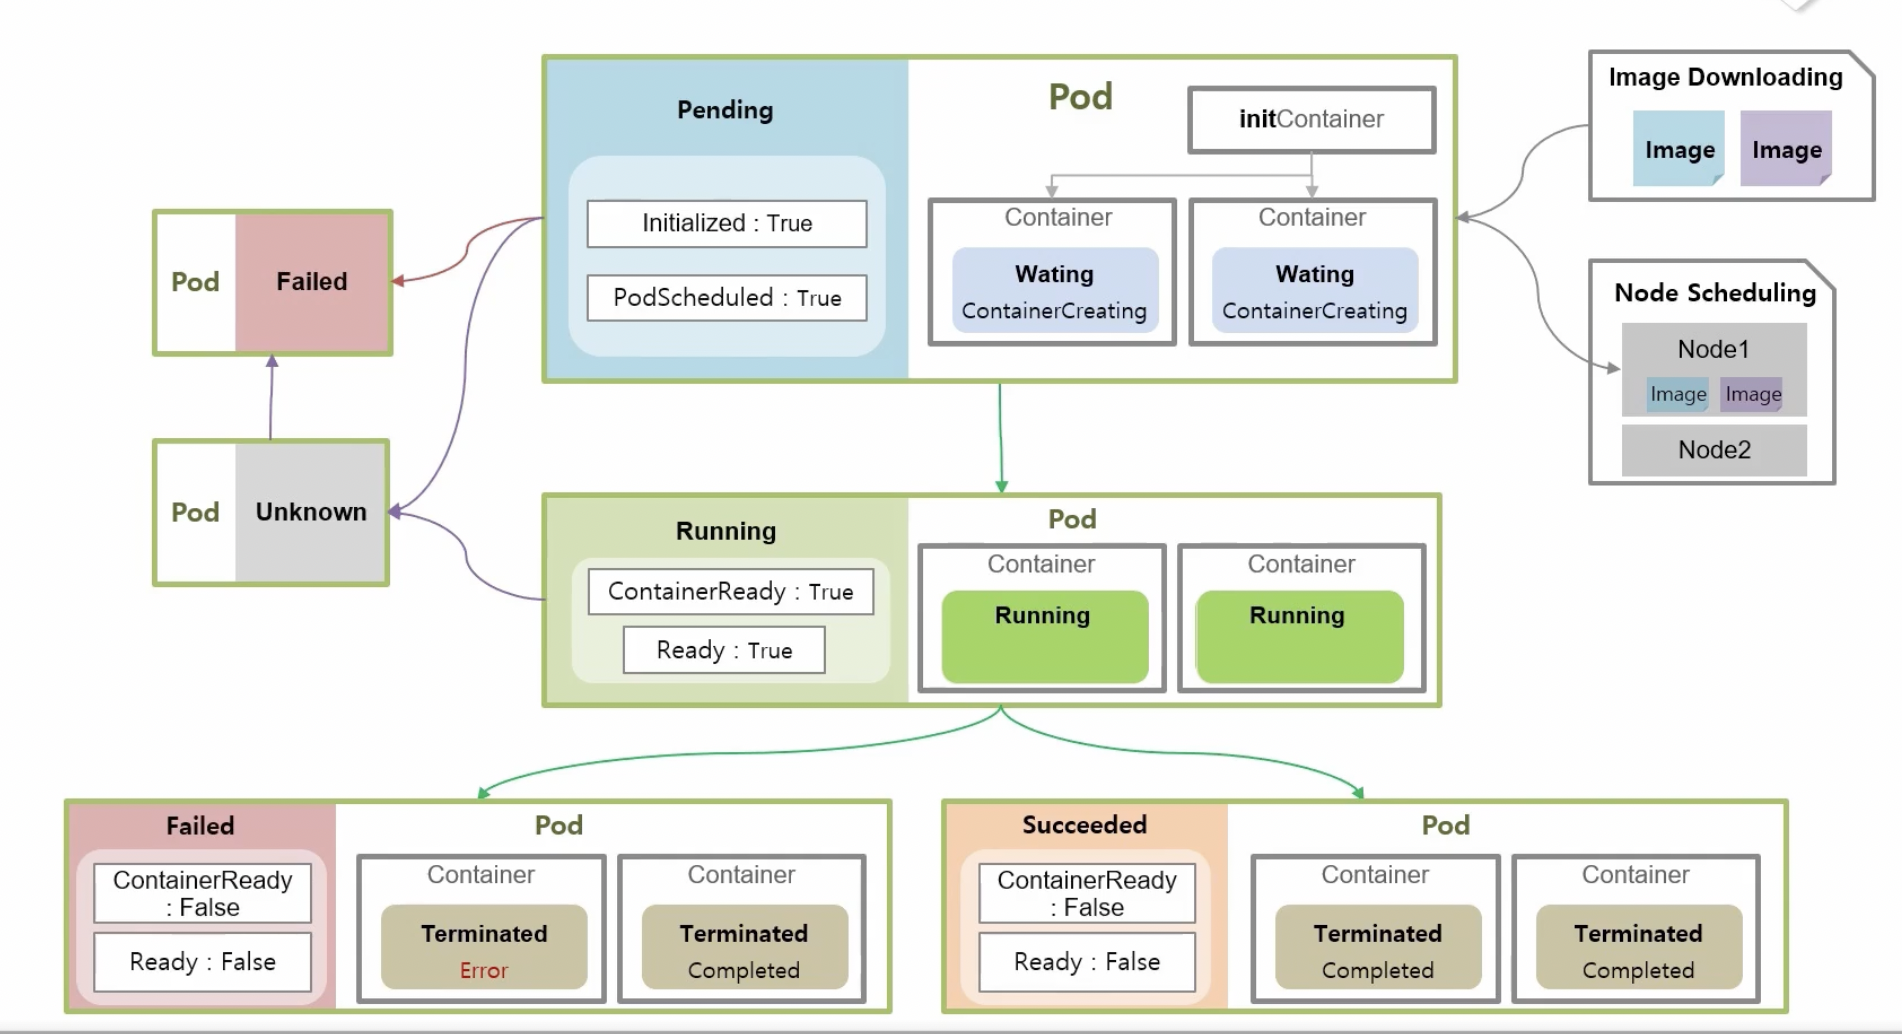 Pending
Pod
initContainer
Image Downloading
Image
Image
Initialized : True
PodScheduled : True
Container
Wating
ContainerCreating
Container
Wating
ContainerCreating
Node Scheduling
Node1
Image
Image
Node2
Pod
Failed
Pod
Unknown
Running
ContainerReady : True
Ready : True
Pod
Container
Running
Container
Running
Failed
ContainerReady
: False
Ready : False
Pod
Container
Terminated
Error
Container
Terminated
Completed
Succeeded
ContainerReady
: False
Ready : False
Pod
Container
Terminated
Completed
Container
Terminated
Completed